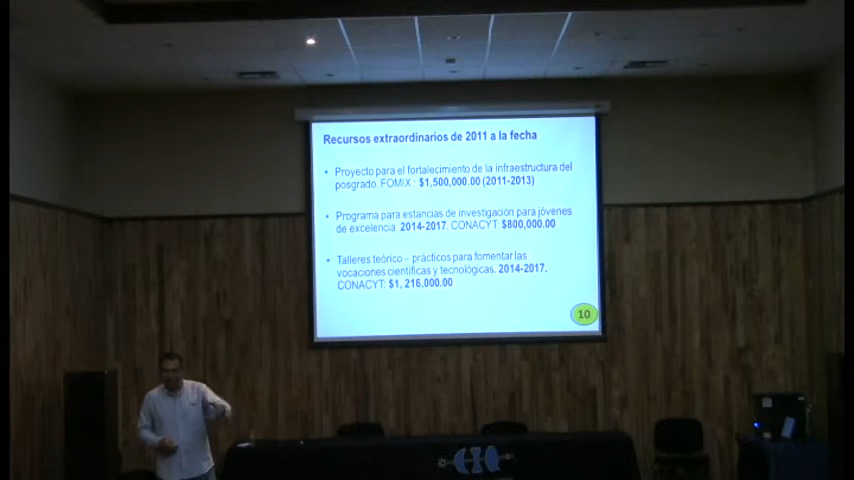 Recursos extraordinarios de 2011 a la fecha
• Proyecto para el fortalecimiento de la infraestructura del
posgrado. FOMIX : $1,500,000.00 (2011-2013)
• Programa para estancias de investigación para jóvenes
de excelencia. 2014-2017. CONACYT: $800,000.00
• Talleres teórico – prácticos para fomentar las
vocaciones científicas y tecnológicas. 2014-2017.
CONACYT: $1, 216,000.00
10